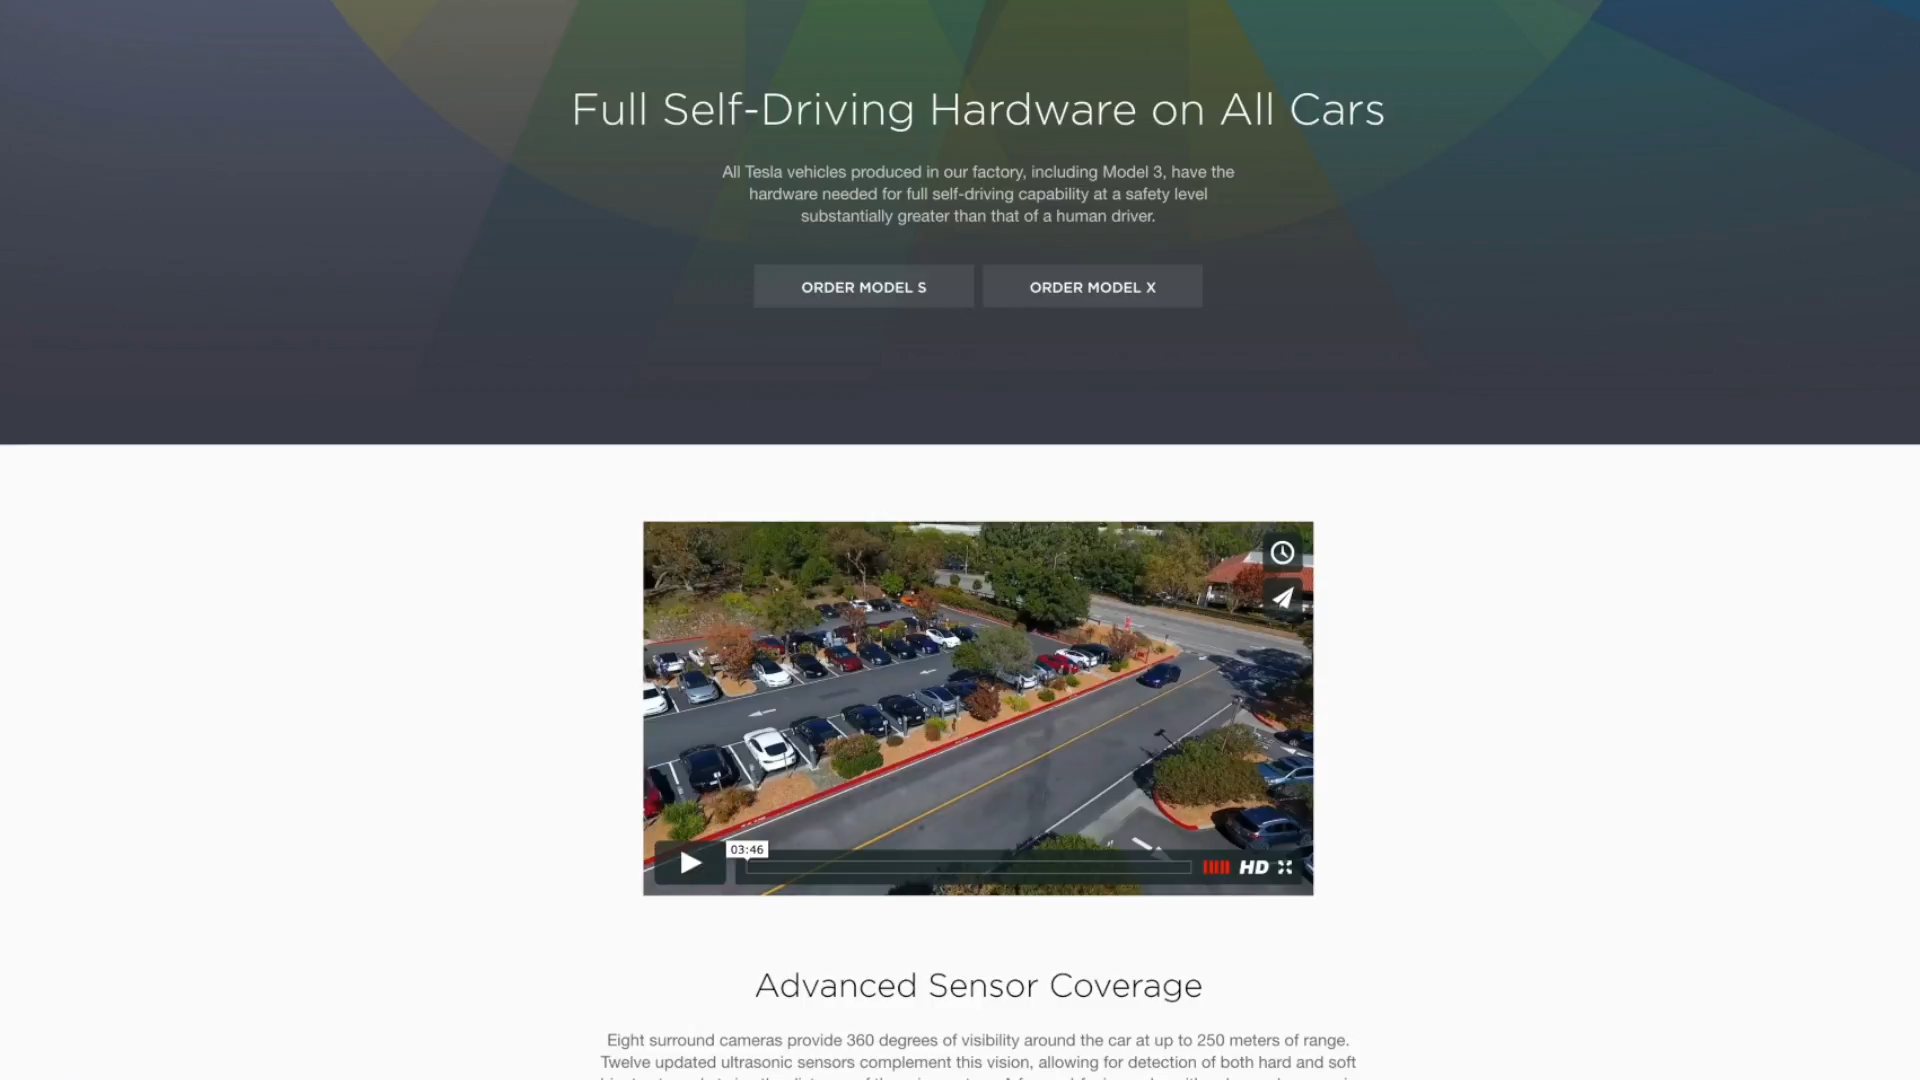 Full Self-Driving Hardware on All Cars
All Tesla vehicles produced in our factory, including Model 3, have the
hardware needed for full self-driving capability at a safety level
substantially greater than that of a human driver.
ORDER MODEL S
ORDER MODEL X
03:46
HD
Advanced Sensor Coverage
Eight surround cameras provide 360 degrees of visibility around the car at up to 250 meters of range.
Twelve updated ultrasonic sensors complement this vision, allowing for detection of both hard and soft